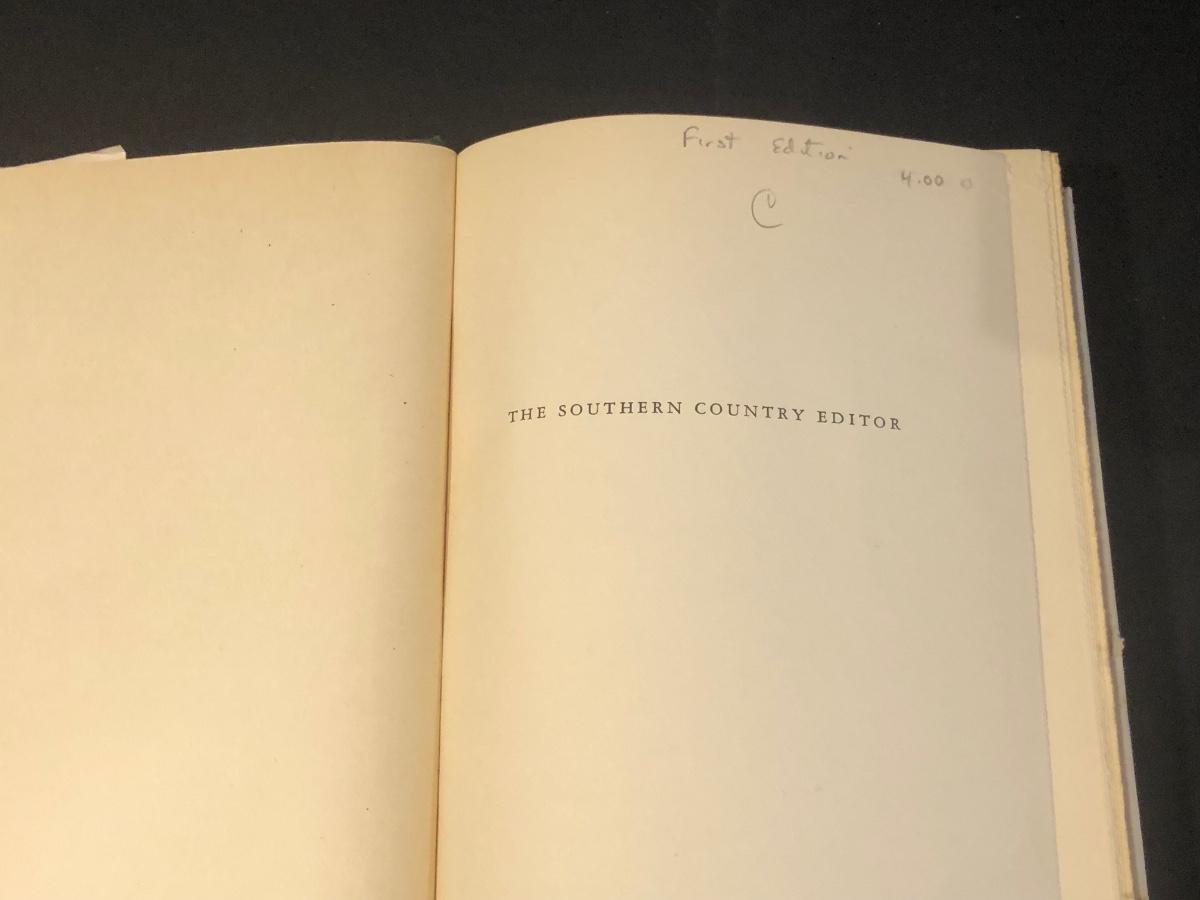 First Edition
4.00
C
THE SOUTHERN COUNTRY EDITOR